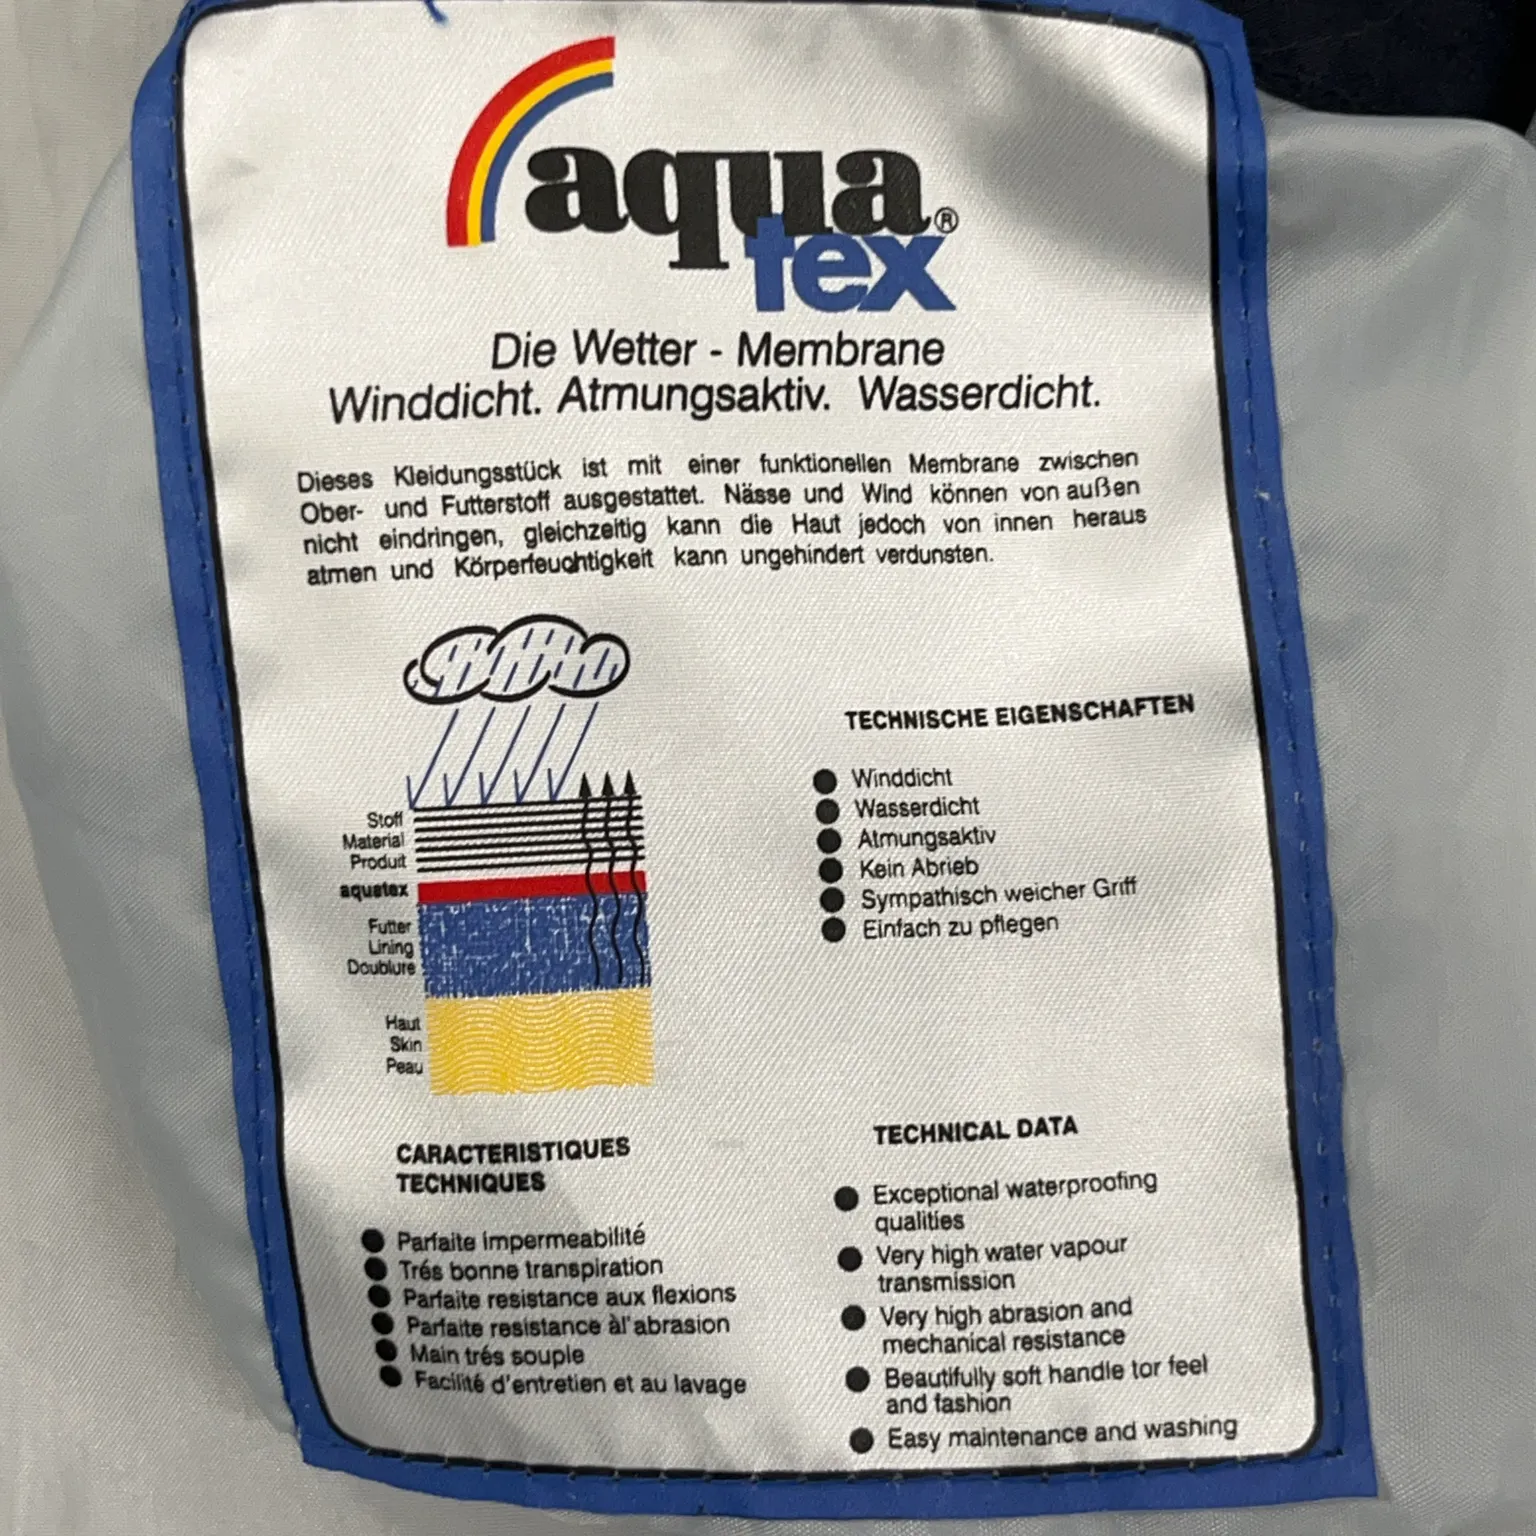 aqua
tex®
Die Wetter - Membrane
Winddicht. Atmungsaktiv. Wasserdicht.
Dieses Kleidungsstück ist mit einer funktionellen Membrane zwischen
Ober- und Futterstoff ausgestattet. Nässe und Wind können von außen
nicht eindringen, gleichzeitig kann die Haut jedoch von innen heraus
atmen und Körperfeuchtigkeit kann ungehindert verdunsten.
Stoff
Material
Produit
aquatex
Futter
Lining
Doublure
Haut
Skin
Peau
TECHNISCHE EIGENSCHAFTEN
● Winddicht
● Wasserdicht
● Atmungsaktiv
● Kein Abrieb
● Sympathisch weicher Griff
● Einfach zu pflegen
CARACTERISTIQUES
TECHNIQUES
● Parfaite imperméabilité
● Trés bonne transpiration
● Parfaite resistance aux flexions
● Parfaite resistance àl'abrasion
● Main trés souple
● Facilité d'entretien et au lavage
TECHNICAL DATA
● Exceptional waterproofing
qualities
● Very high water vapour
transmission
● Very high abrasion and
mechanical resistance
● Beautifully soft handle tor feel
and fashion
● Easy maintenance and washing